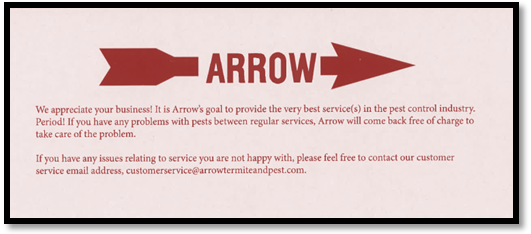 ARROW
We appreciate your business! It is Arrow's goal to provide the very best service(s) in the pest control industry.
Period! If you have any problems with pests between regular services, Arrow will come back free of charge to
take care of the problem.
If you have any issues relating to service you are not happy with, please feel free to contact our customer
service email address, customerservice@arrowtermiteandpest.com.